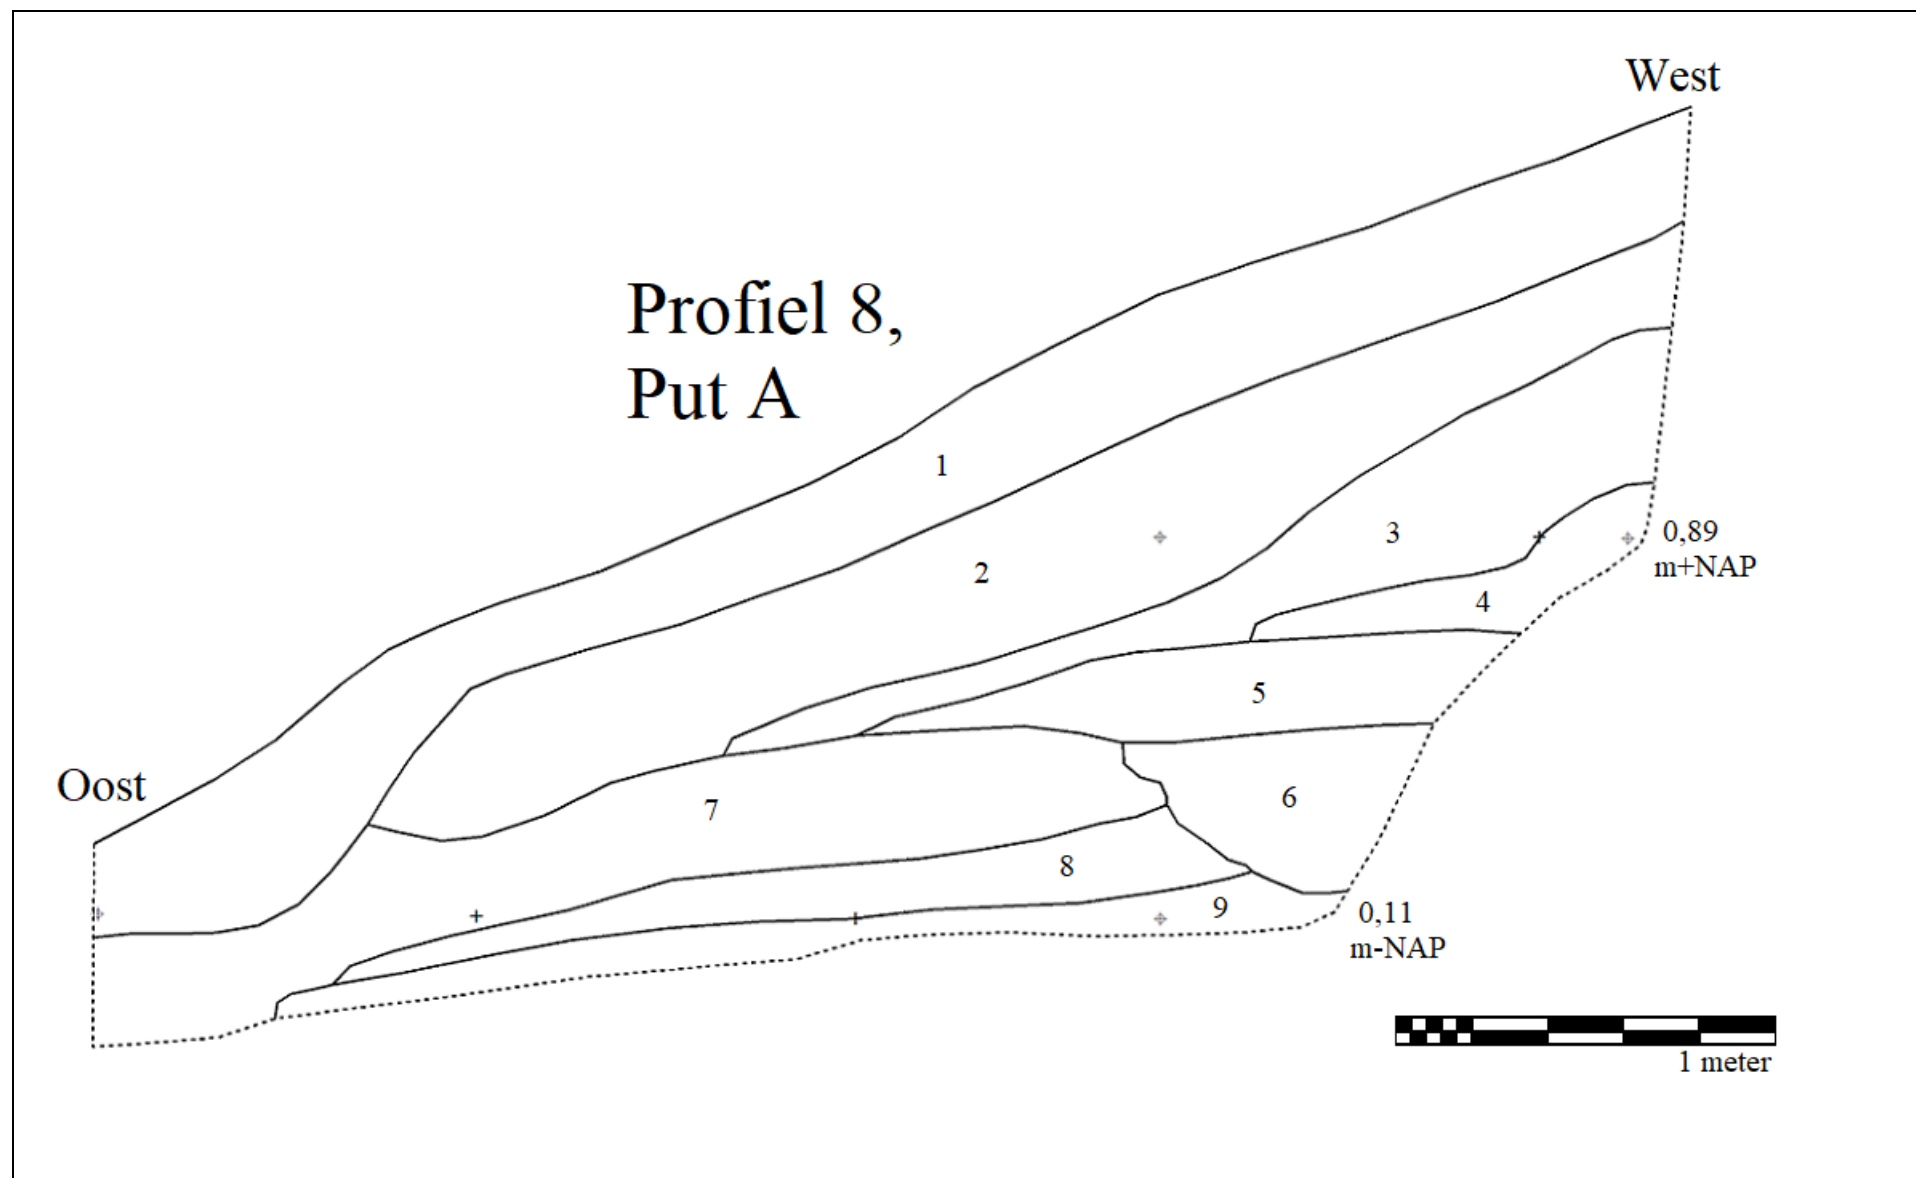 West
Profiel 8,
Put A
1
2
3
0,89
m+NAP
4
5
Oost
7
6
8
9
0,11
m-NAP
1 meter